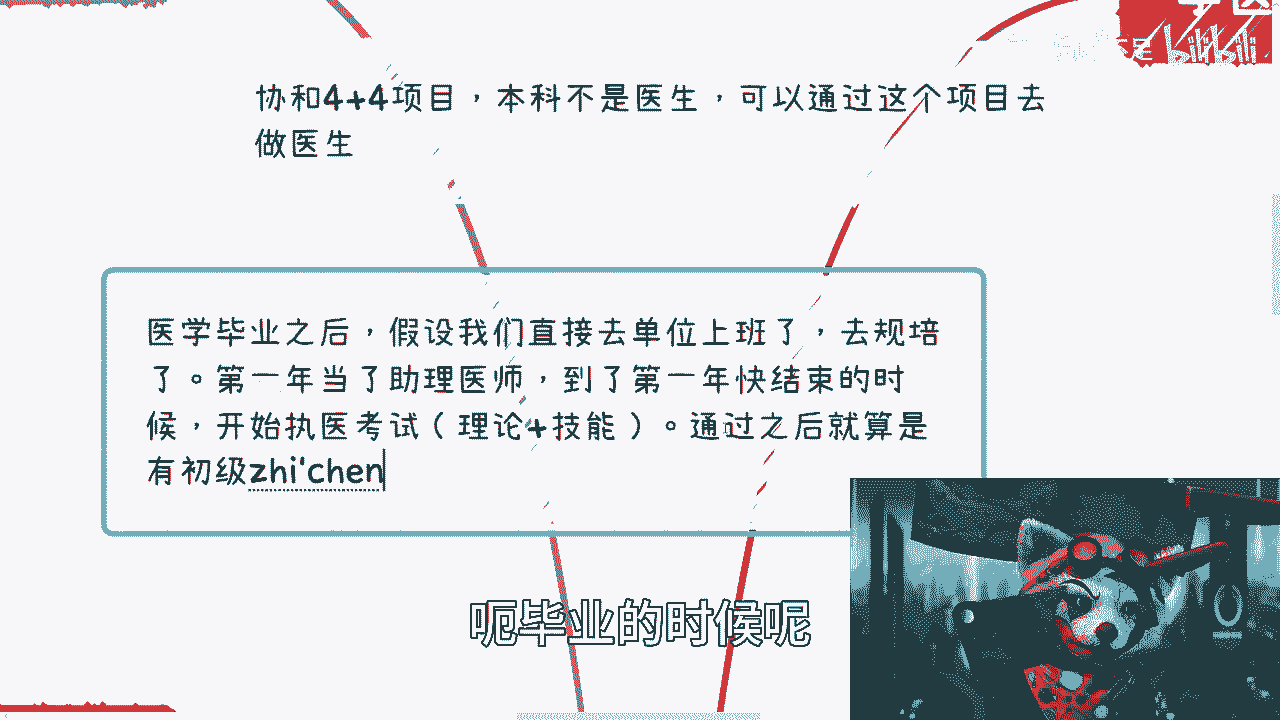 bilibili
协和4+4项目，本科不是医生，可以通过这个项目去
做医生
医学毕业之后，假设我们直接去单位上班了，去规培
了。第一年当了助理医师，到了第一年快结束的时
候，开始执医考试（理论+技能）。通过之后就算是
有初级zhi'chen
呃毕业的时候呢